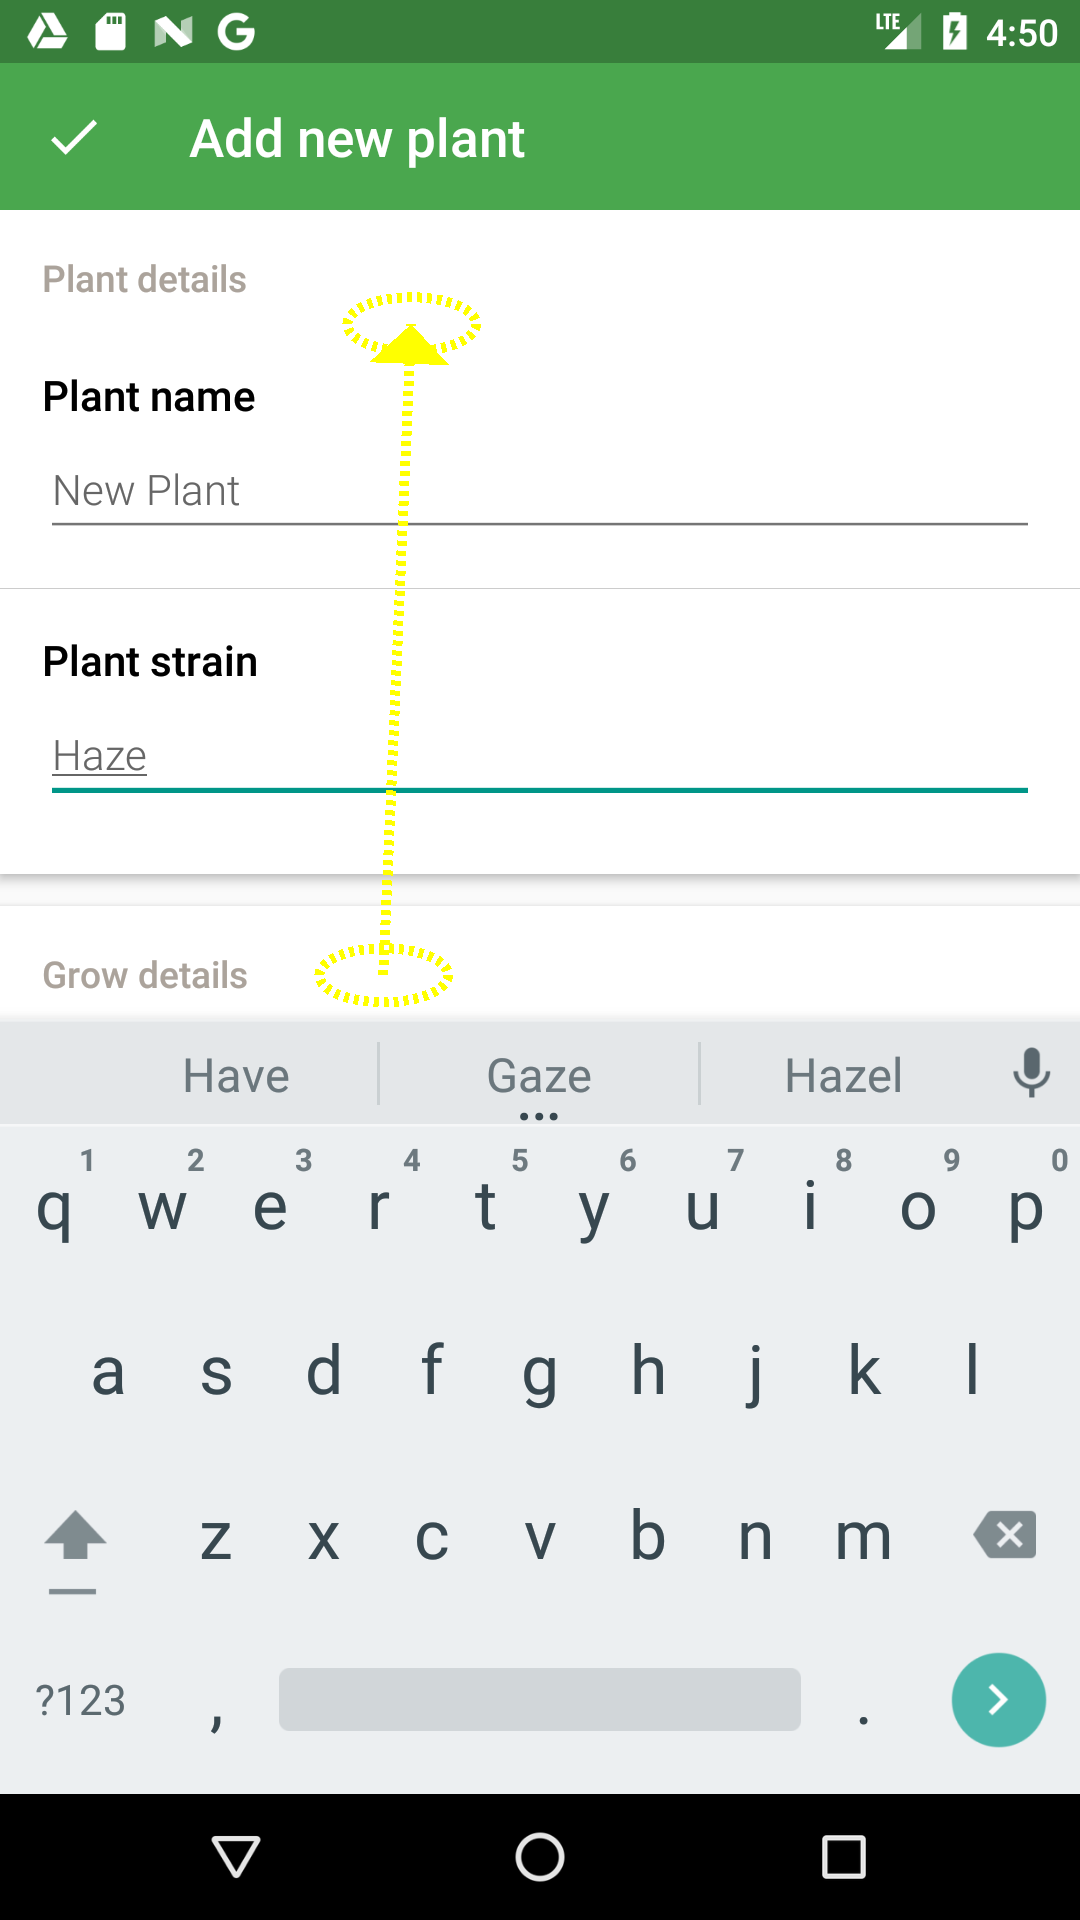 LTE 4:50
Add new plant
Plant details
Plant name
New Plant
Plant strain
Haze
Grow details
Have Gaze Hazel
1 2 3 4 5 6 7 8 9 0
q w e r t y u i o p
a s d f g h j k l
z x c v b n m
?123 , .